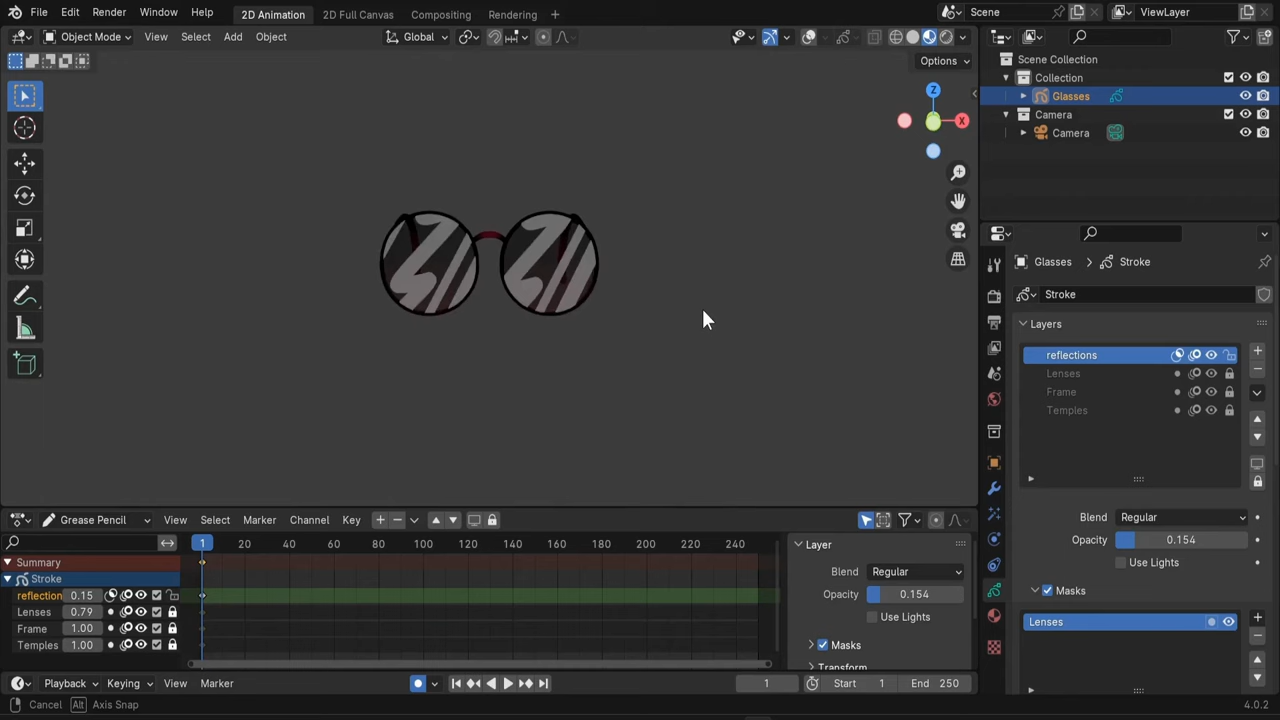 File Edit Render Window Help 2D Animation 2D Full Canvas Compositing Rendering + Scene ViewLayer
Object Mode View Select Add Object Global
Options
Z
X
Scene Collection
Collection
Glasses
Camera
Camera
Glasses > Stroke
Stroke
Layers
reflections
Lenses
Frame
Templates
Blend Regular
Opacity 0.154
Use Lights
Masks
Lenses
Grease Pencil View Select Marker Channel Key
1 20 40 60 80 100 120 140 160 180 200 220 240
Summary
Stroke
reflection 0.15
Lenses 0.79
Frame 1.00
Temples 1.00
Layer
Blend Regular
Opacity 0.154
Use Lights
Masks
Transform
Playback Keying View Marker 1 Start 1 End 250
Cancel Alt Axis Snap 4.0.2